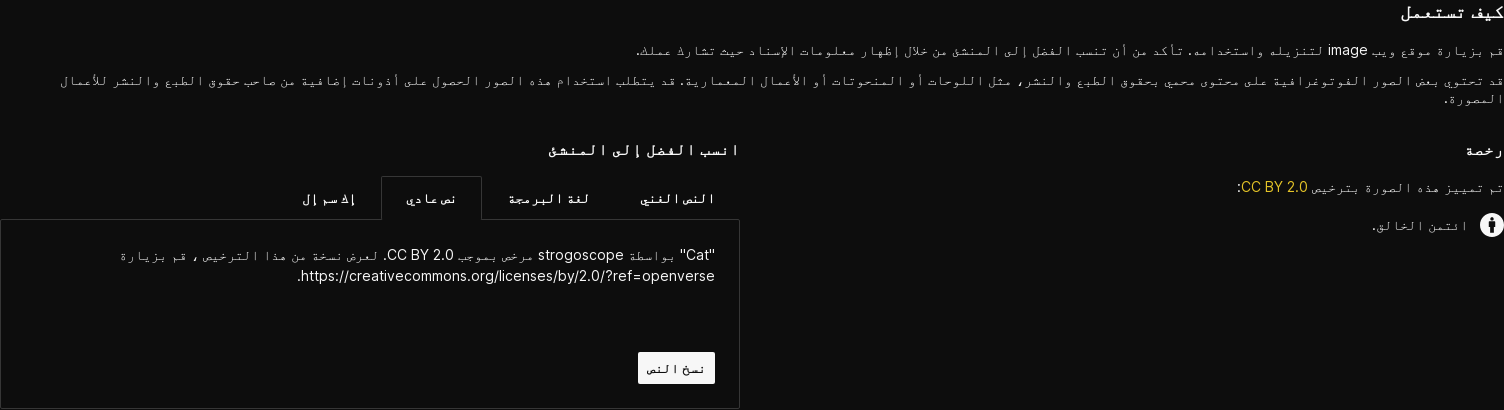 كيف تستعمل
قم بزيارة موقع ويب image لتنزيله واستخدامه. تأكد من أن تنسب الفضل إلى المنشئ من خلال إظهار معلومات الإسناد حيث تشارك عملك.
قد تحتوي بعض الصور الفوتوغرافية على محتوى محمي بحقوق الطبع والنشر، مثل اللوحات أو المنحوتات أو الأعمال المعمارية. قد يتطلب استخدام هذه الصور الحصول على أذونات إضافية من صاحب حقوق الطبع والنشر للأعمال
المصورة.
رخصة
تم تمييز هذه الصورة بترخيص CC BY 2.0:
ائتمن الخالق.
انسب الفضل إلى المنشئ
النص الغني
لغة البرمجة
نص عادي
إك سم إل
"Cat" بواسطة strogoscope مرخص بموجب CC BY 2.0. لعرض نسخة من هذا الترخيص ، قم بزيارة
https://creativecommons.org/licenses/by/2.0/?ref=openverse.
نسخ النص